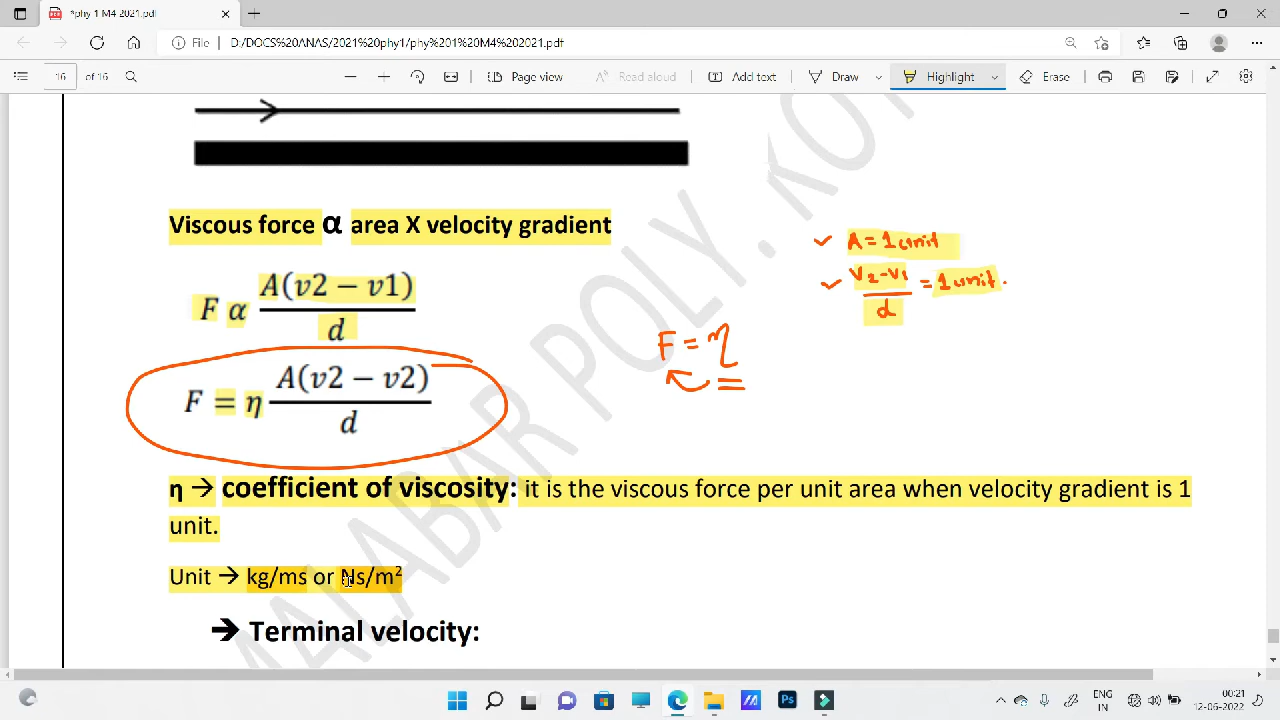 *phy 1 M4 2021.pdf
File
D:/DOCS%20ANAS/2021%20phy1/phy%201%20M4%202021.pdf
16 of 16
Page view
Read aloud
Add text
Draw
Highlight
Erase
Viscous force α area X velocity gradient
A = 1 unit
F α A(v2 − v1) / d
v2 - v1 / d = 1 unit.
F = η
F = η A(v2 − v2) / d
η → coefficient of viscosity: it is the viscous force per unit area when velocity gradient is 1
unit.
Unit → kg/ms or Ns/m²
➔ Terminal velocity:
MALABAR POLY. KO
ENG
IN
00:21
12-06-2022